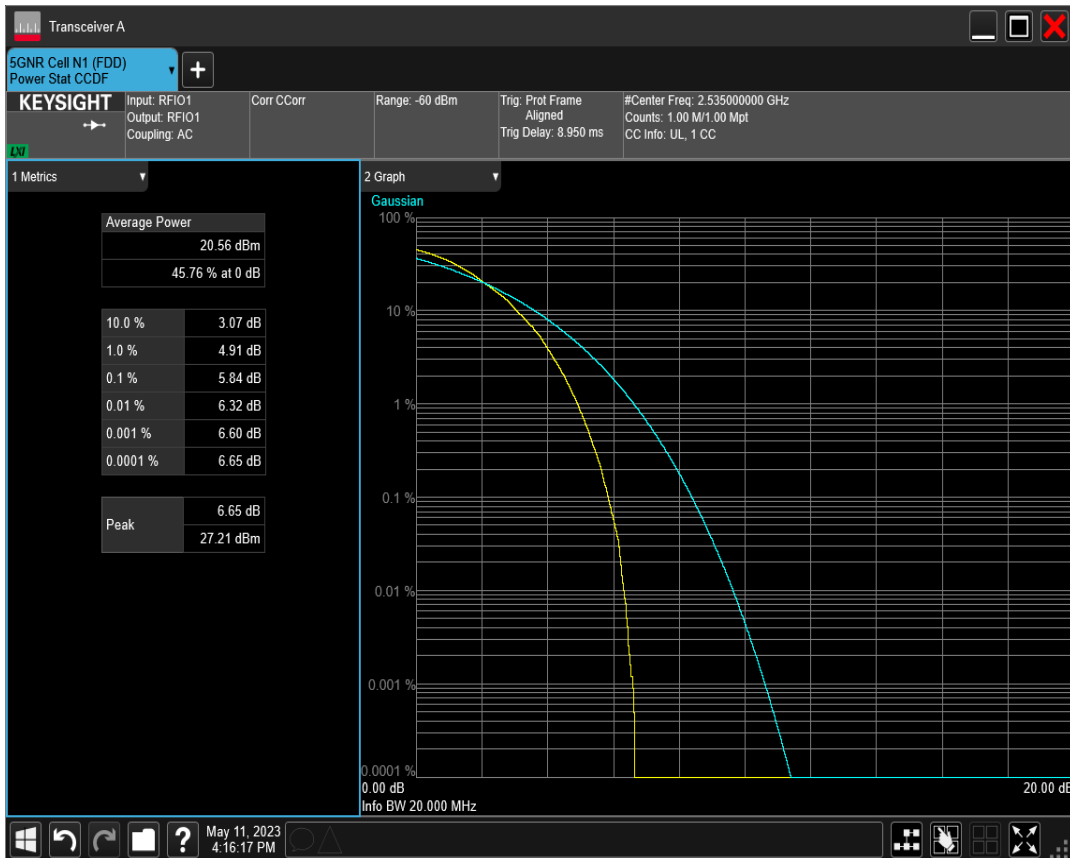 Transceiver A
5GNR Cell N1 (FDD)
Power Stat CCDF
+
KEYSIGHT
LXI
Input: RFIO1
Output: RFIO1
Coupling: AC
Corr CCorr
Range: -60 dBm
Trig: Prot Frame
Aligned
Trig Delay: 8.950 ms
#Center Freq: 2.535000000 GHz
Counts: 1.00 M/1.00 Mpt
CC Info: UL, 1 CC
1 Metrics
Average Power
20.56 dBm
45.76 % at 0 dB
10.0 % 3.07 dB
1.0 % 4.91 dB
0.1 % 5.84 dB
0.01 % 6.32 dB
0.001 % 6.60 dB
0.0001 % 6.65 dB
Peak
6.65 dB
27.21 dBm
2 Graph
Gaussian
100 %
10 %
1 %
0.1 %
0.01 %
0.001 %
0.0001 %
0.00 dB 20.00 dB
Info BW 20.000 MHz
?
May 11, 2023
4:16:17 PM